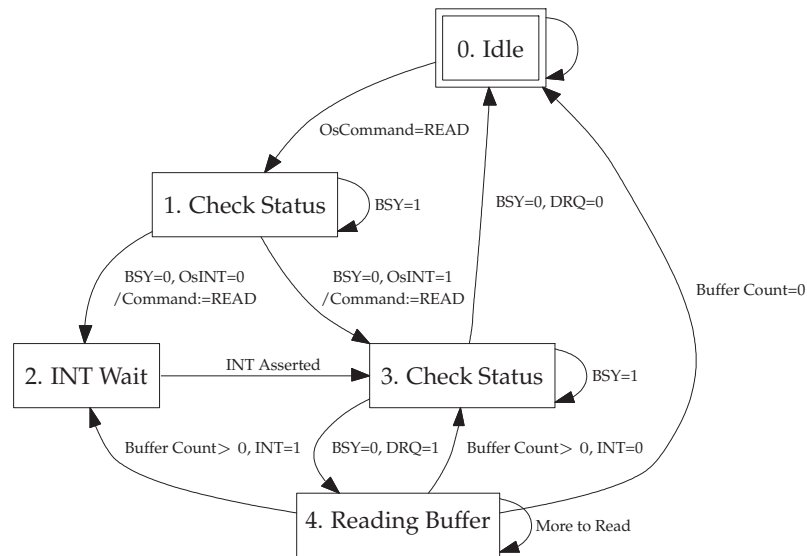 0. Idle
OsCommand=READ
1. Check Status
BSY=1
BSY=0, DRQ=0
BSY=0, OsINT=0
/Command:=READ
BSY=0, OsINT=1
/Command:=READ
Buffer Count=0
2. INT Wait
INT Asserted
3. Check Status
BSY=1
Buffer Count> 0, INT=1
BSY=0, DRQ=1
Buffer Count> 0, INT=0
4. Reading Buffer
More to Read